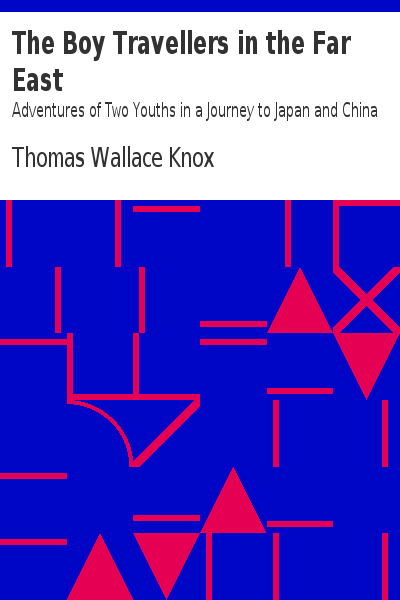 The Boy Travellers in the Far
East
Adventures of Two Youths in a Journey to Japan and China
Thomas Wallace Knox